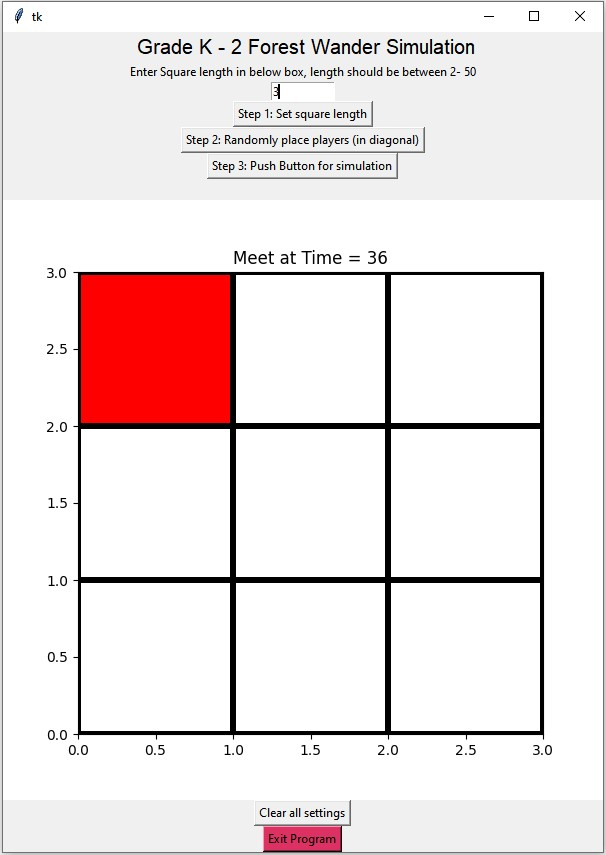 tk
Grade K - 2 Forest Wander Simulation
Enter Square length in below box, length should be between 2- 50
3
Step 1: Set square length
Step 2: Randomly place players (in diagonal)
Step 3: Push Button for simulation
Meet at Time = 36
3.0
2.5
2.0
1.5
1.0
0.5
0.0
0.0 0.5 1.0 1.5 2.0 2.5 3.0
Clear all settings
Exit Program